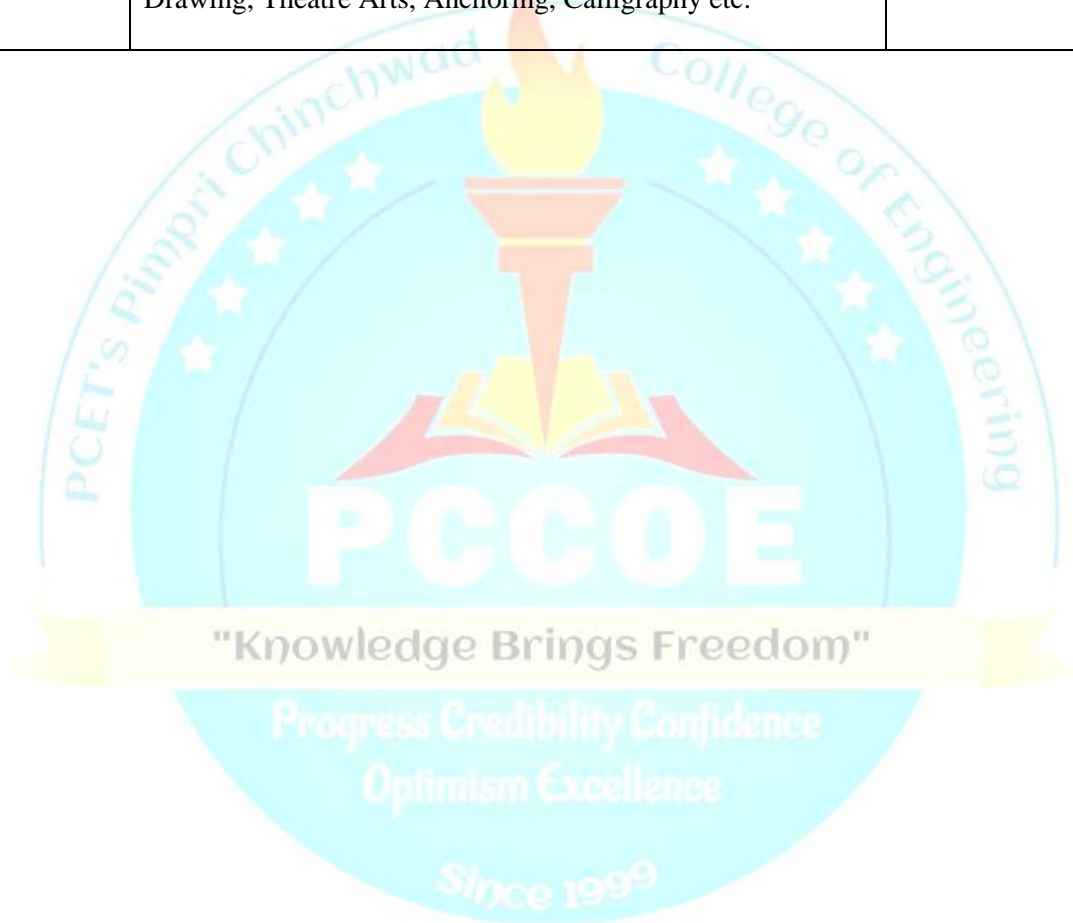 Drawing, Theatre Arts, Anchoring, Calligraphy etc.
PCET's Pimpri Chinchwad College of Engineering
PCCOE
"Knowledge Brings Freedom"
Progress Credibility Confidence
Optimism Excellence
Since 1999